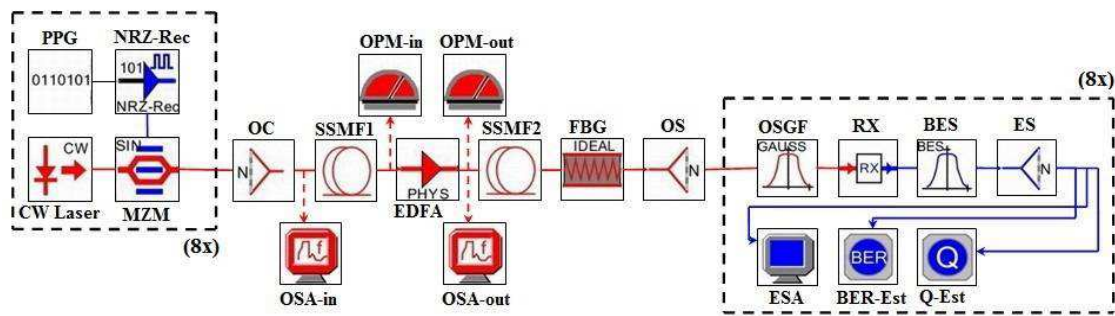 PPG
NRZ-Rec
0110101
101
NRZ-Rec
CW
SIN
CW Laser
MZM
(8x)
OC
N
OPM-in
OPM-out
SSMF1
PHYS
EDFA
SSMF2
OSA-in
OSA-out
FBG
IDEAL
OS
N
(8x)
OSGF
GAUSS
RX
RX
BES
BES
ES
N
ESA
BER
BER-Est
Q
Q-Est